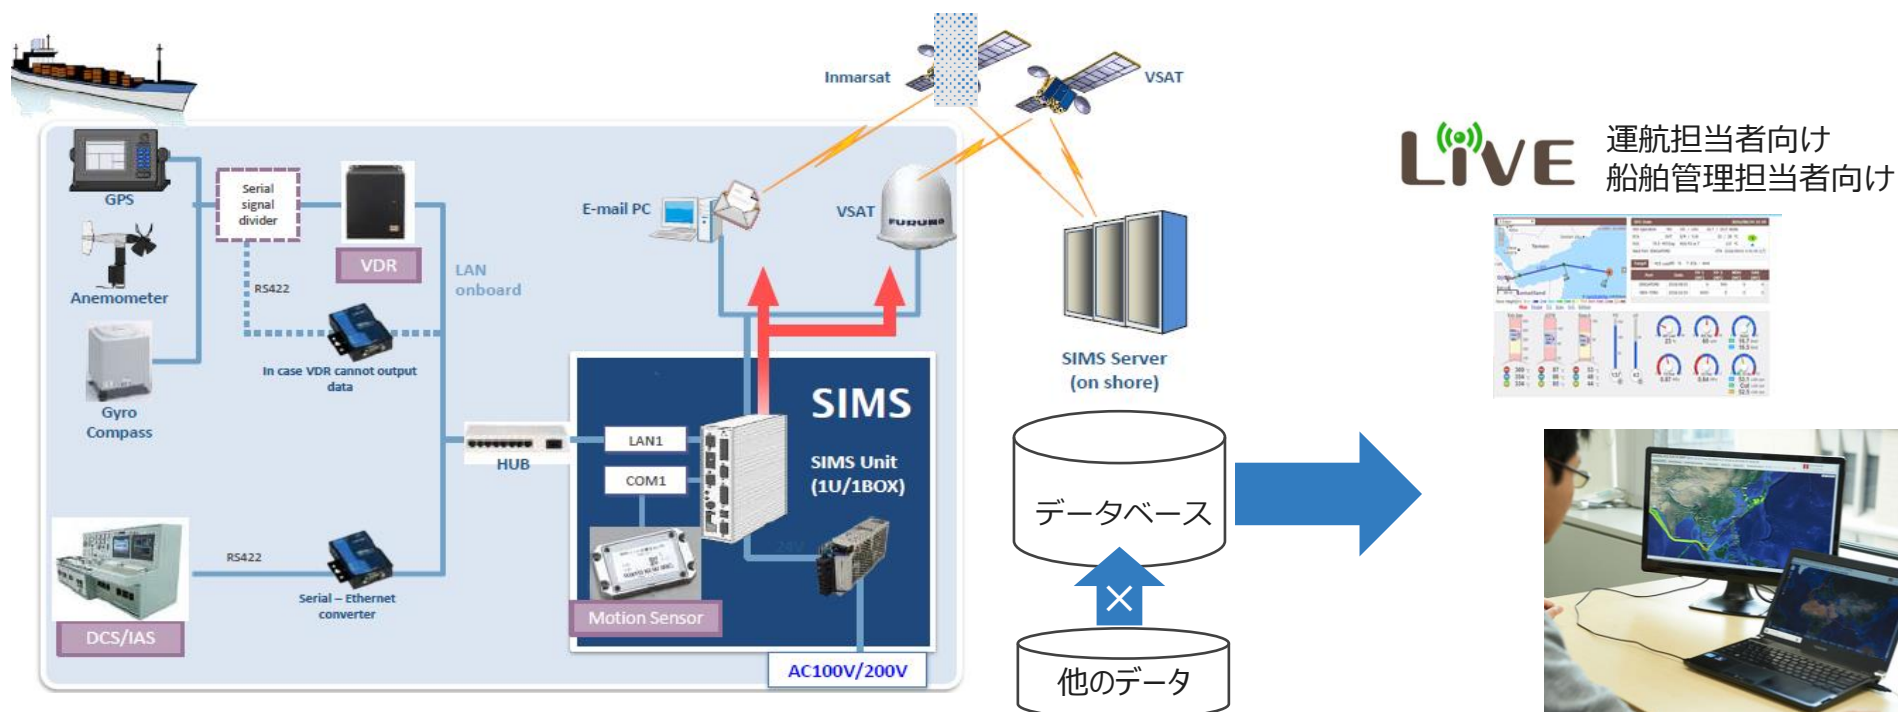 Inmarsat
VSAT
GPS
Serial
signal
divider
VDR
E-mail PC
VSAT
FURUNO
Anemometer
RS422
LAN
onboard
In case VDR cannot output
data
Gyro
Compass
HUB
LAN1
COM1
SIMS
SIMS Unit
(1U/1BOX)
24V
Motion Sensor
RS422
Serial – Ethernet
converter
DCS/IAS
AC100V/200V
SIMS Server
(on shore)
データベース
×
他のデータ
LiVE
運航担当者向け
船舶管理担当者向け